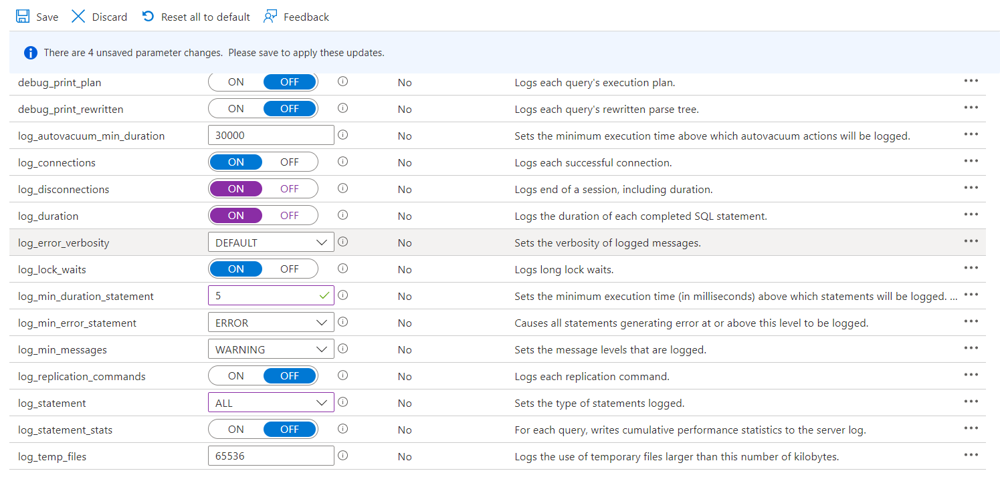 Save Discard Reset all to default Feedback
There are 4 unsaved parameter changes. Please save to apply these updates.
debug_print_plan ON OFF No Logs each query's execution plan. •••
debug_print_rewritten ON OFF No Logs each query's rewritten parse tree. •••
log_autovacuum_min_duration 30000 No Sets the minimum execution time above which autovacuum actions will be logged. •••
log_connections ON OFF No Logs each successful connection. •••
log_disconnections ON OFF No Logs end of a session, including duration. •••
log_duration ON OFF No Logs the duration of each completed SQL statement. •••
log_error_verbosity DEFAULT No Sets the verbosity of logged messages. •••
log_lock_waits ON OFF No Logs long lock waits. •••
log_min_duration_statement 5 No Sets the minimum execution time (in milliseconds) above which statements will be logged. ... •••
log_min_error_statement ERROR No Causes all statements generating error at or above this level to be logged. •••
log_min_messages WARNING No Sets the message levels that are logged. •••
log_replication_commands ON OFF No Logs each replication command. •••
log_statement ALL No Sets the type of statements logged. •••
log_statement_stats ON OFF No For each query, writes cumulative performance statistics to the server log. •••
log_temp_files 65536 No Logs the use of temporary files larger than this number of kilobytes. •••